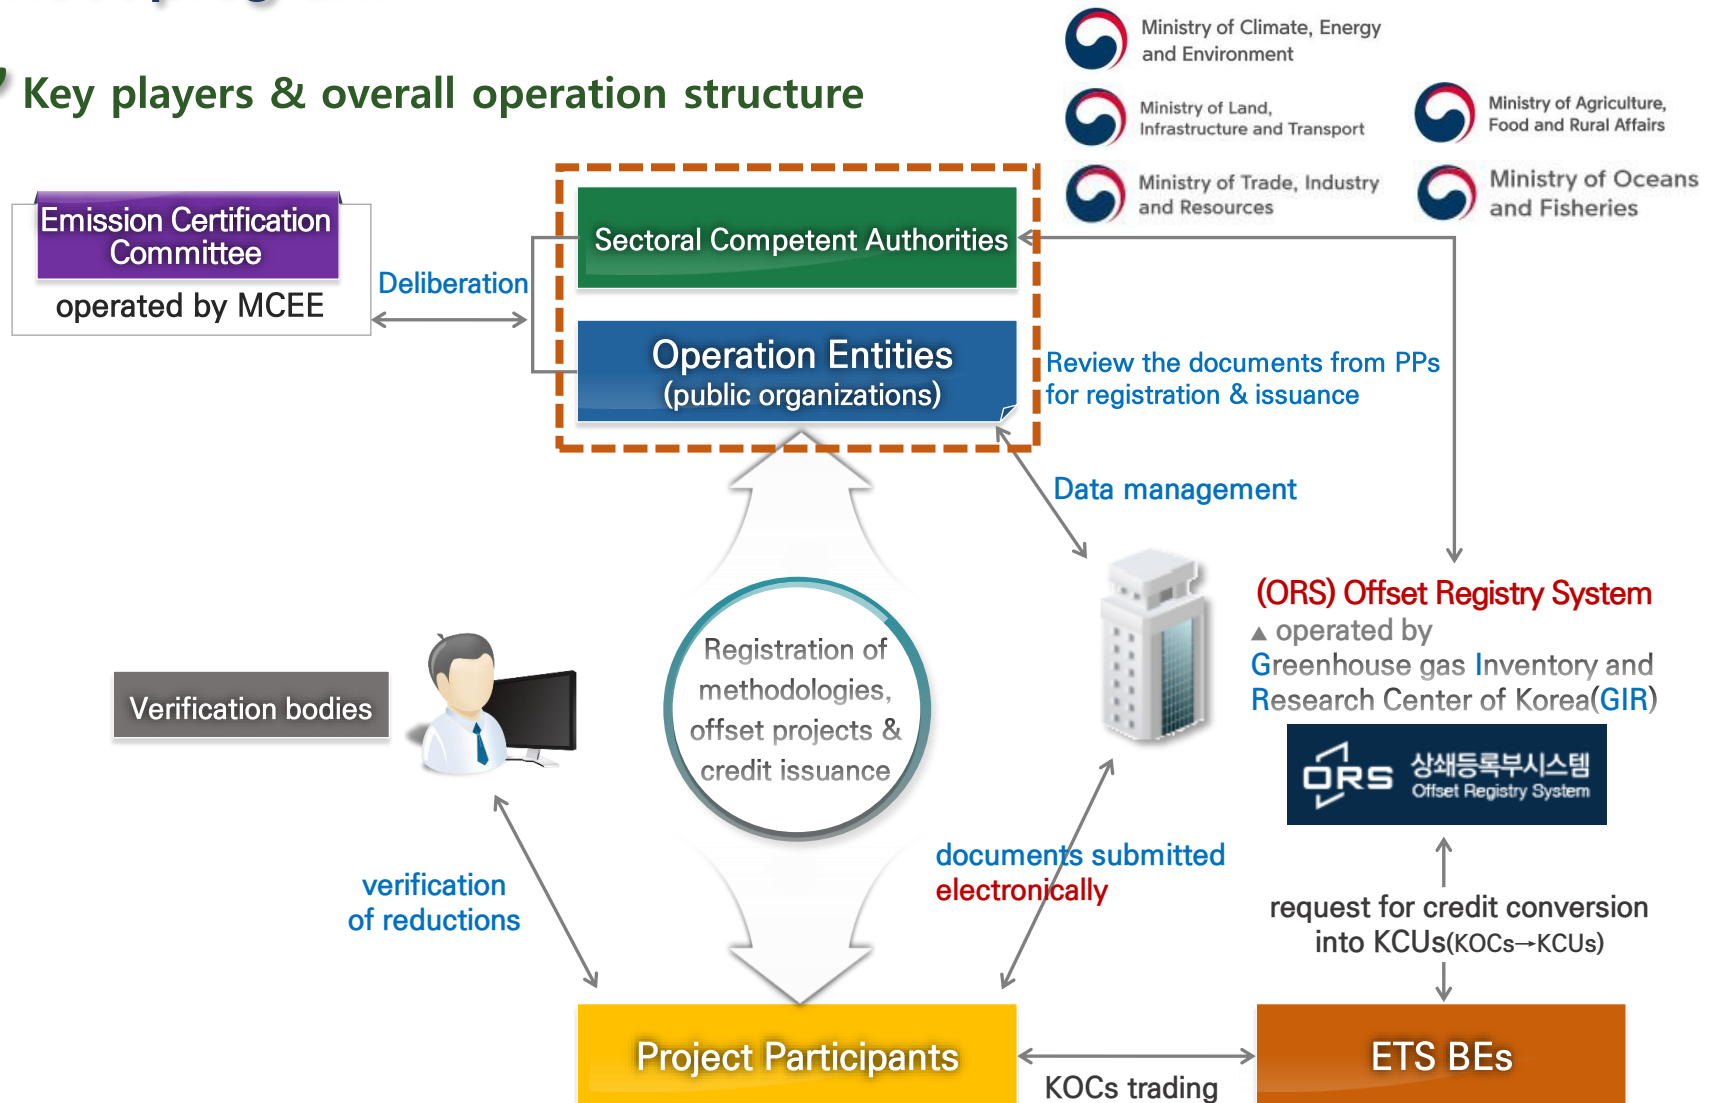 Key players & overall operation structure
Ministry of Climate, Energy
and Environment
Ministry of Land,
Infrastructure and Transport
Ministry of Agriculture,
Food and Rural Affairs
Ministry of Trade, Industry
and Resources
Ministry of Oceans
and Fisheries
Emission Certification
Committee
operated by MCEE
Deliberation
Sectoral Competent Authorities
Operation Entities
(public organizations)
Review the documents from PPs
for registration & issuance
Data management
(ORS) Offset Registry System
▲ operated by
Greenhouse gas Inventory and
Research Center of Korea(GIR)
ORS 상쇄등록부시스템
Offset Registry System
Registration of
methodologies,
offset projects &
credit issuance
Verification bodies
verification
of reductions
documents submitted
electronically
request for credit conversion
into KCUs(KOCs→KCUs)
Project Participants
KOCs trading
ETS BEs